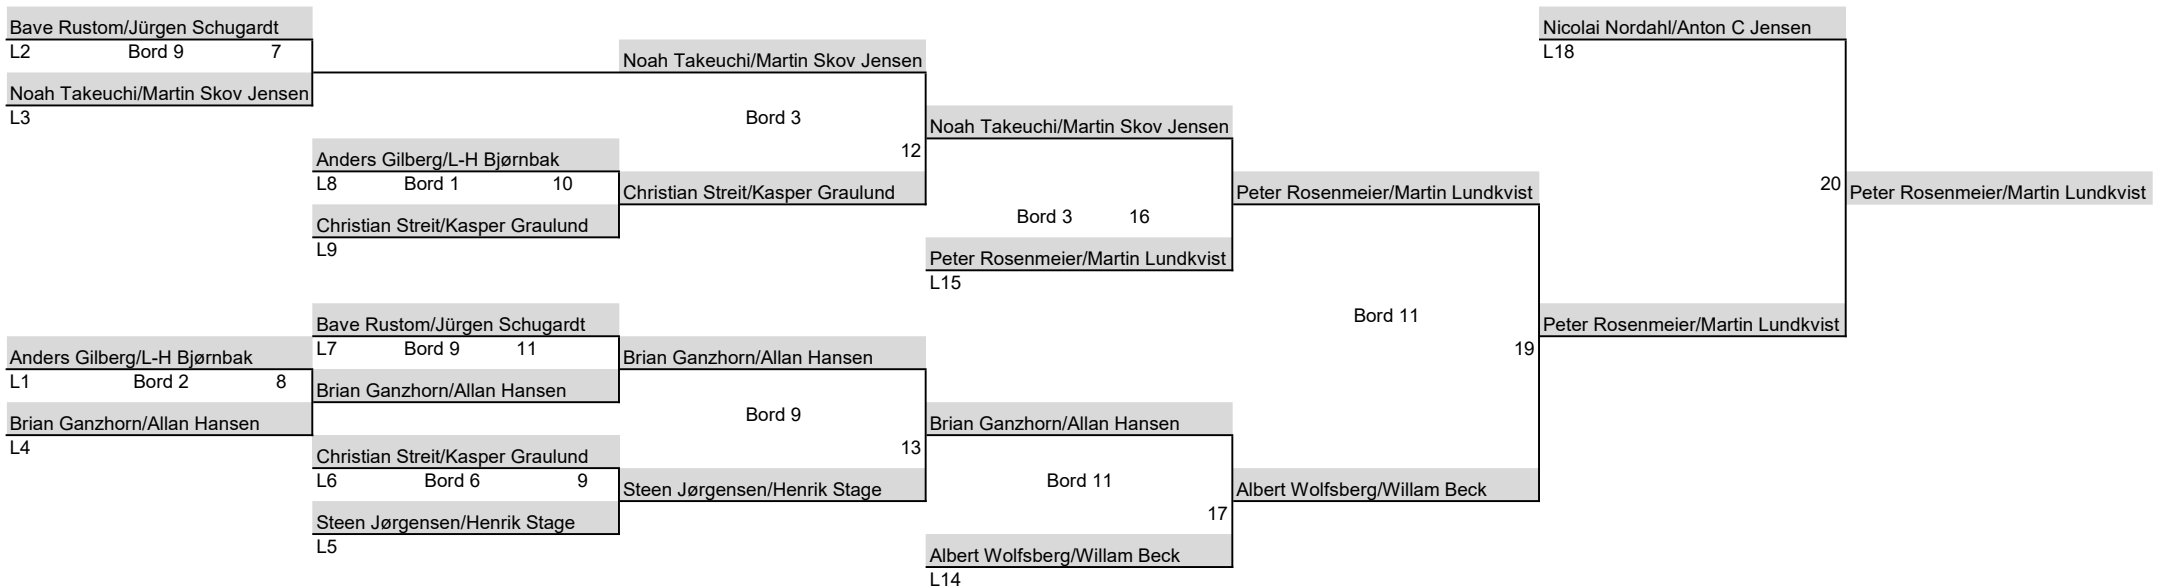 Bave Rustom/Jürgen Schugardt
L2 Bord 9 7
Noah Takeuchi/Martin Skov Jensen
L3
Anders Gilberg/L-H Bjørnbak
L1 Bord 2 8
Brian Ganzhorn/Allan Hansen
L4
Anders Gilberg/L-H Bjørnbak
L8 Bord 1 10
Christian Streit/Kasper Graulund
L9
Bave Rustom/Jürgen Schugardt
L7 Bord 9 11
Brian Ganzhorn/Allan Hansen
Christian Streit/Kasper Graulund
L6 Bord 6 9
Steen Jørgensen/Henrik Stage
L5
Noah Takeuchi/Martin Skov Jensen
Bord 3
12
Christian Streit/Kasper Graulund
Brian Ganzhorn/Allan Hansen
Bord 9
13
Steen Jørgensen/Henrik Stage
Noah Takeuchi/Martin Skov Jensen
Bord 3 16
Peter Rosenmeier/Martin Lundkvist
L15
Brian Ganzhorn/Allan Hansen
Bord 11
17
Albert Wolfsberg/Willam Beck
L14
Peter Rosenmeier/Martin Lundkvist
Bord 11
19
Albert Wolfsberg/Willam Beck
Nicolai Nordahl/Anton C Jensen
L18
20
Peter Rosenmeier/Martin Lundkvist
Peter Rosenmeier/Martin Lundkvist